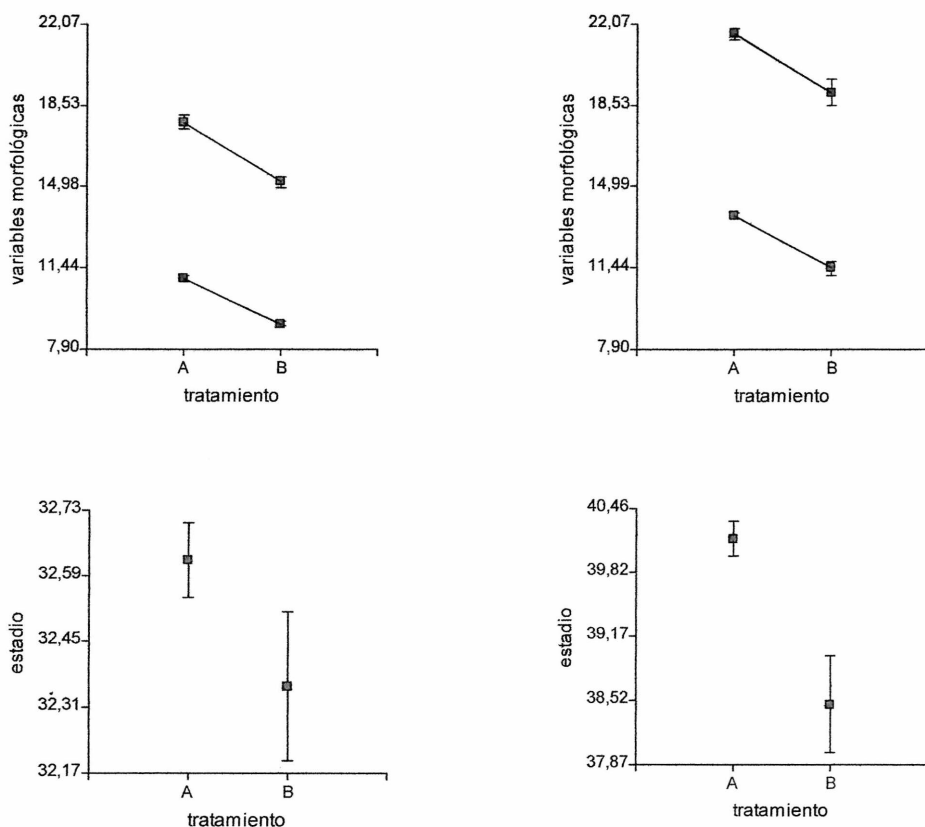 22,07
18,53
14,98
11,44
7,90
variables morfológicas
A B
tratamiento
22,07
18,53
14,99
11,44
7,90
variables morfológicas
A B
tratamiento
32,73
32,59
32,45
32,31
32,17
estadio
A B
tratamiento
40,46
39,82
39,17
38,52
37,87
estadio
A B
tratamiento